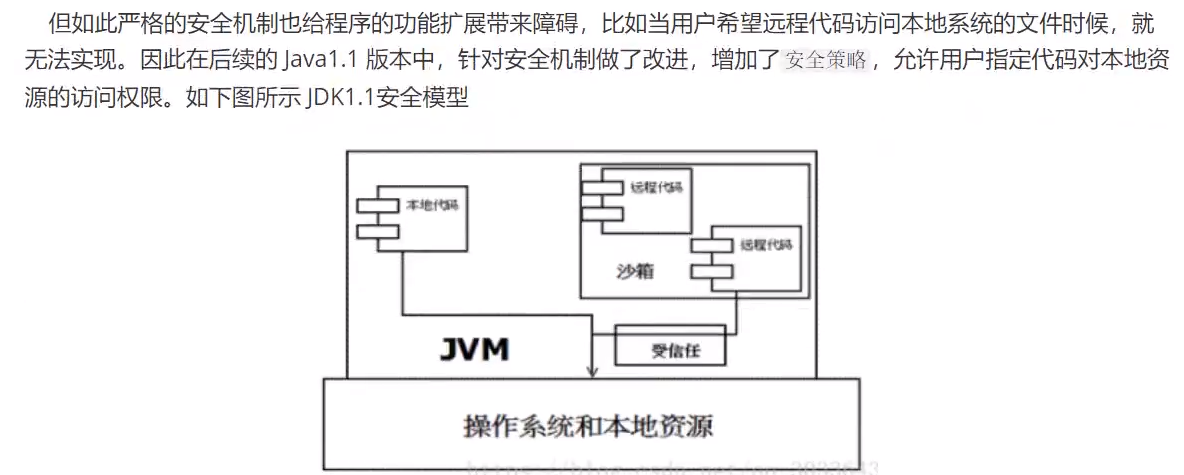 但如此严格的安全机制也给程序的功能扩展带来障碍，比如当用户希望远程代码访问本地系统的文件时候，就
无法实现。因此在后续的 Java1.1 版本中，针对安全机制做了改进，增加了 安全策略 ，允许用户指定代码对本地资
源的访问权限。如下图所示 JDK1.1安全模型
远程代码
本地代码
远程代码
沙箱
JVM
受信任
操作系统和本地资源